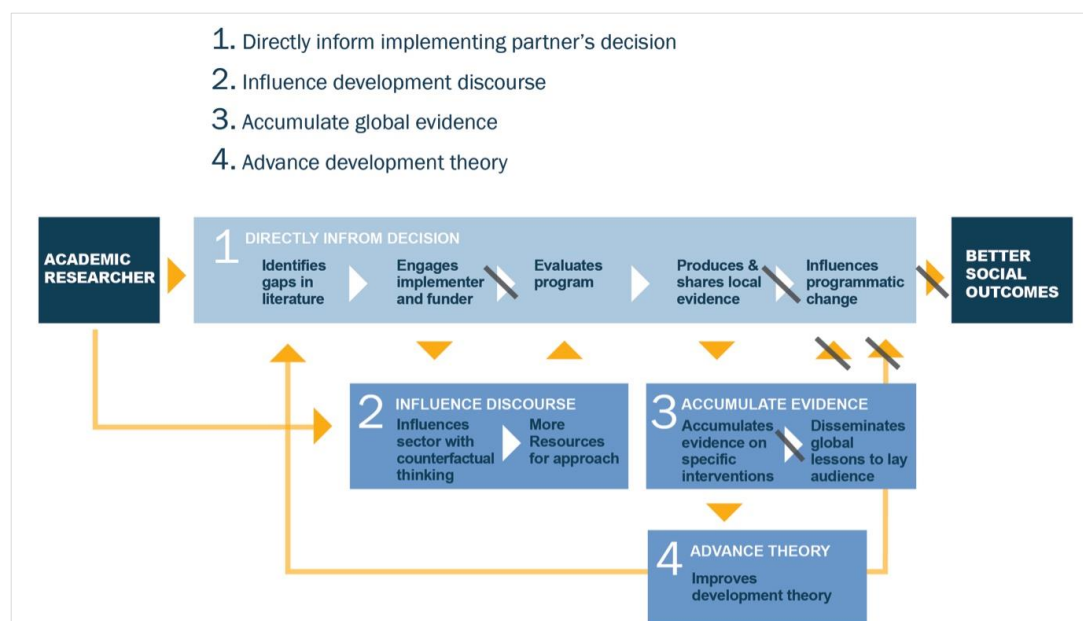 1. Directly inform implementing partner's decision
2. Influence development discourse
3. Accumulate global evidence
4. Advance development theory
ACADEMIC
RESEARCHER
1 DIRECTLY INFROM DECISION
Identifies
gaps in
literature
Engages
implementer
and funder
Evaluates
program
Produces &
shares local
evidence
Influences
programmatic
change
BETTER
SOCIAL
OUTCOMES
2 INFLUENCE DISCOURSE
Influences
sector with
counterfactual
thinking
More
Resources
for approach
3 ACCUMULATE EVIDENCE
Accumulates
evidence on
specific
interventions
Disseminates
global
lessons to lay
audience
4 ADVANCE THEORY
Improves
development theory